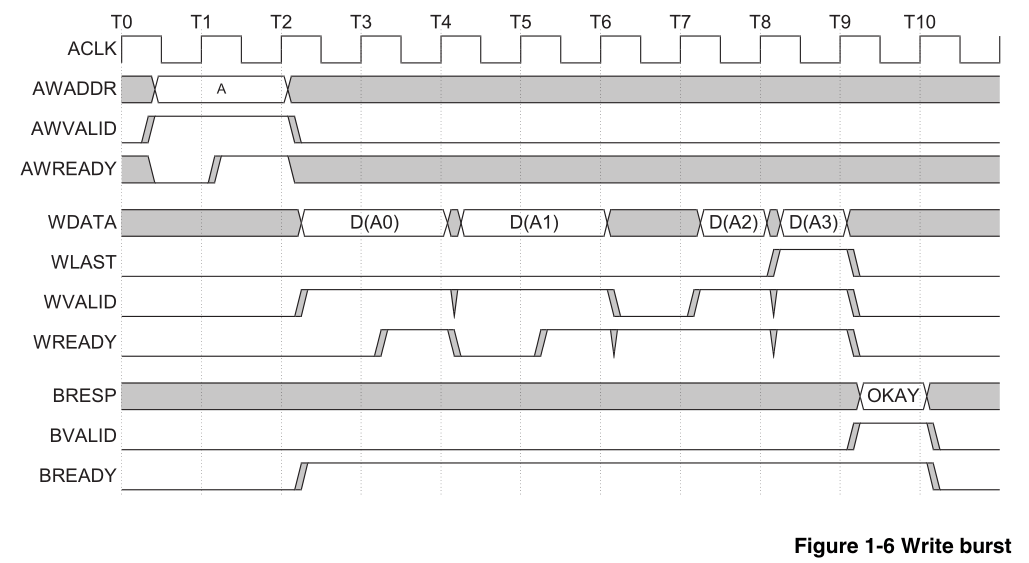 T0 T1 T2 T3 T4 T5 T6 T7 T8 T9 T10
ACLK
AWADDR A
AWVALID
AWREADY
WDATA D(A0) D(A1) D(A2) D(A3)
WLAST
WVALID
WREADY
BRESP OKAY
BVALID
BREADY
Figure 1-6 Write burst